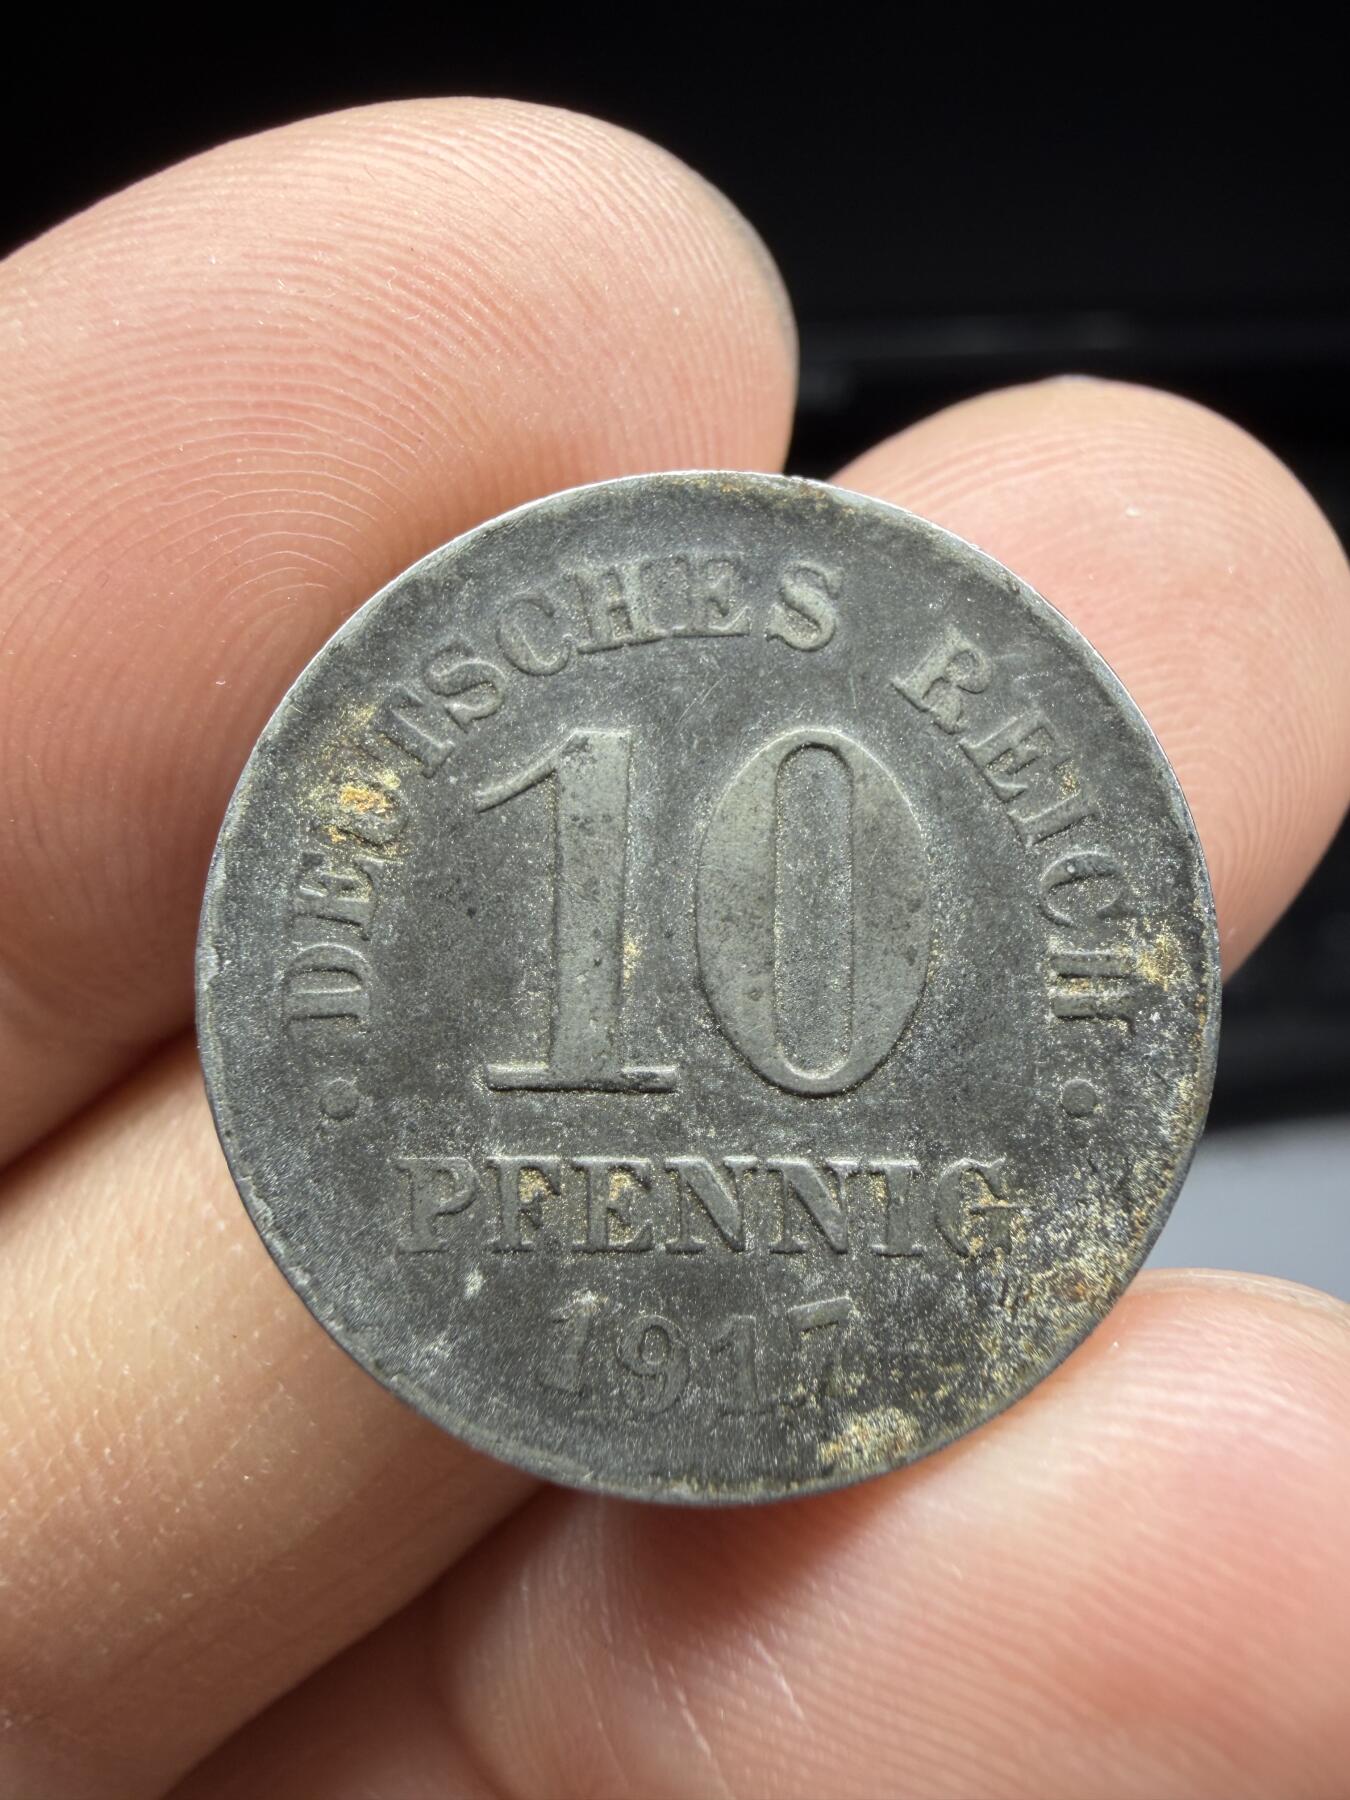 • DEUTSCHES REICH •
10
PFENNIG
1917